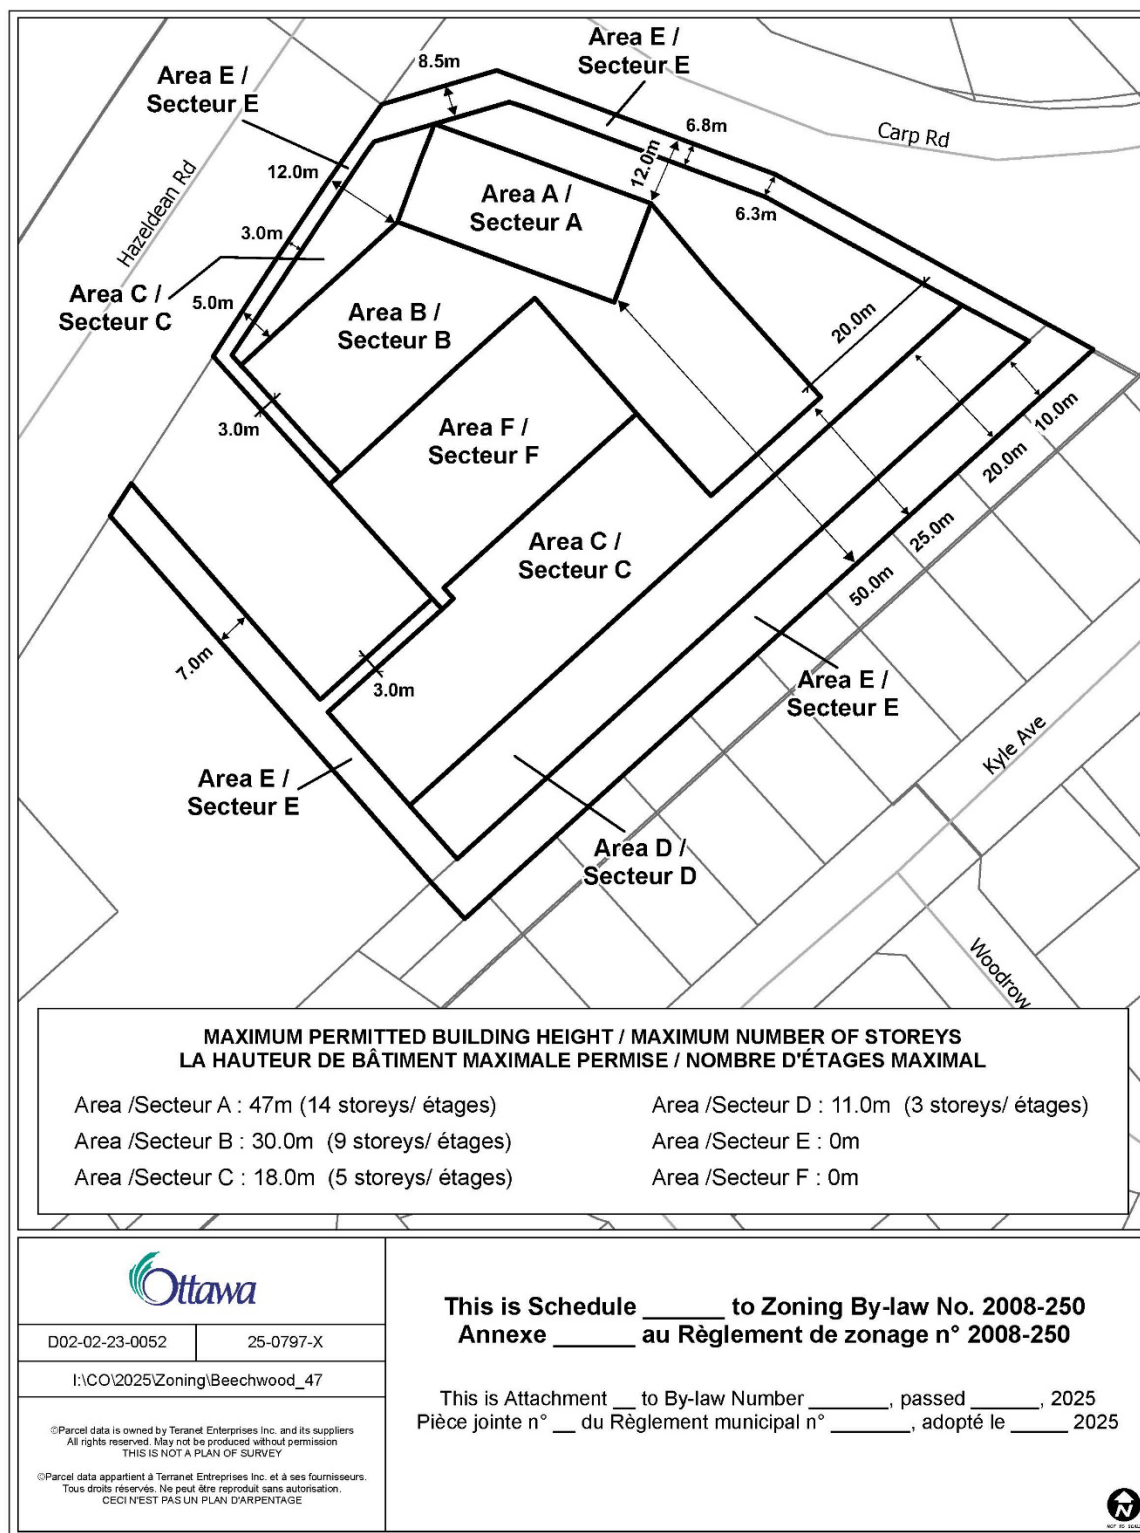 Area E /
Secteur E
8.5m
Area E /
Secteur E
Carp Rd
6.8m
12.0m
12.0m
6.3m
Hazeldean Rd
Area A /
Secteur A
3.0m
Area C /
Secteur C
5.0m
Area B /
Secteur B
20.0m
3.0m
Area F /
Secteur F
10.0m
20.0m
25.0m
50.0m
Area C /
Secteur C
7.0m
3.0m
Area E /
Secteur E
Kyle Ave
Area E /
Secteur E
Area D /
Secteur D
Woodrow
MAXIMUM PERMITTED BUILDING HEIGHT / MAXIMUM NUMBER OF STOREYS
LA HAUTEUR DE BÂTIMENT MAXIMALE PERMISE / NOMBRE D'ÉTAGES MAXIMAL
Area /Secteur A : 47m (14 storeys/ étages)
Area /Secteur B : 30.0m (9 storeys/ étages)
Area /Secteur C : 18.0m (5 storeys/ étages)
Area /Secteur D : 11.0m (3 storeys/ étages)
Area /Secteur E : 0m
Area /Secteur F : 0m
Ottawa
D02-02-23-0052
25-0797-X
I:\CO\2025\Zoning\Beechwood_47
©Parcel data is owned by Teranet Enterprises Inc. and its suppliers
All rights reserved. May not be produced without permission
THIS IS NOT A PLAN OF SURVEY
©Parcel data appartient à Terranet Entreprises Inc. et à ses fournisseurs.
Tous droits réservés. Ne peut être reproduit sans autorisation.
CECI N'EST PAS UN PLAN D'ARPENTAGE
This is Schedule ______ to Zoning By-law No. 2008-250
Annexe ______ au Règlement de zonage n° 2008-250
This is Attachment __ to By-law Number _______, passed ______, 2025
Pièce jointe n° __ du Règlement municipal n° _______, adopté le _____ 2025
N
NOT TO SCALE